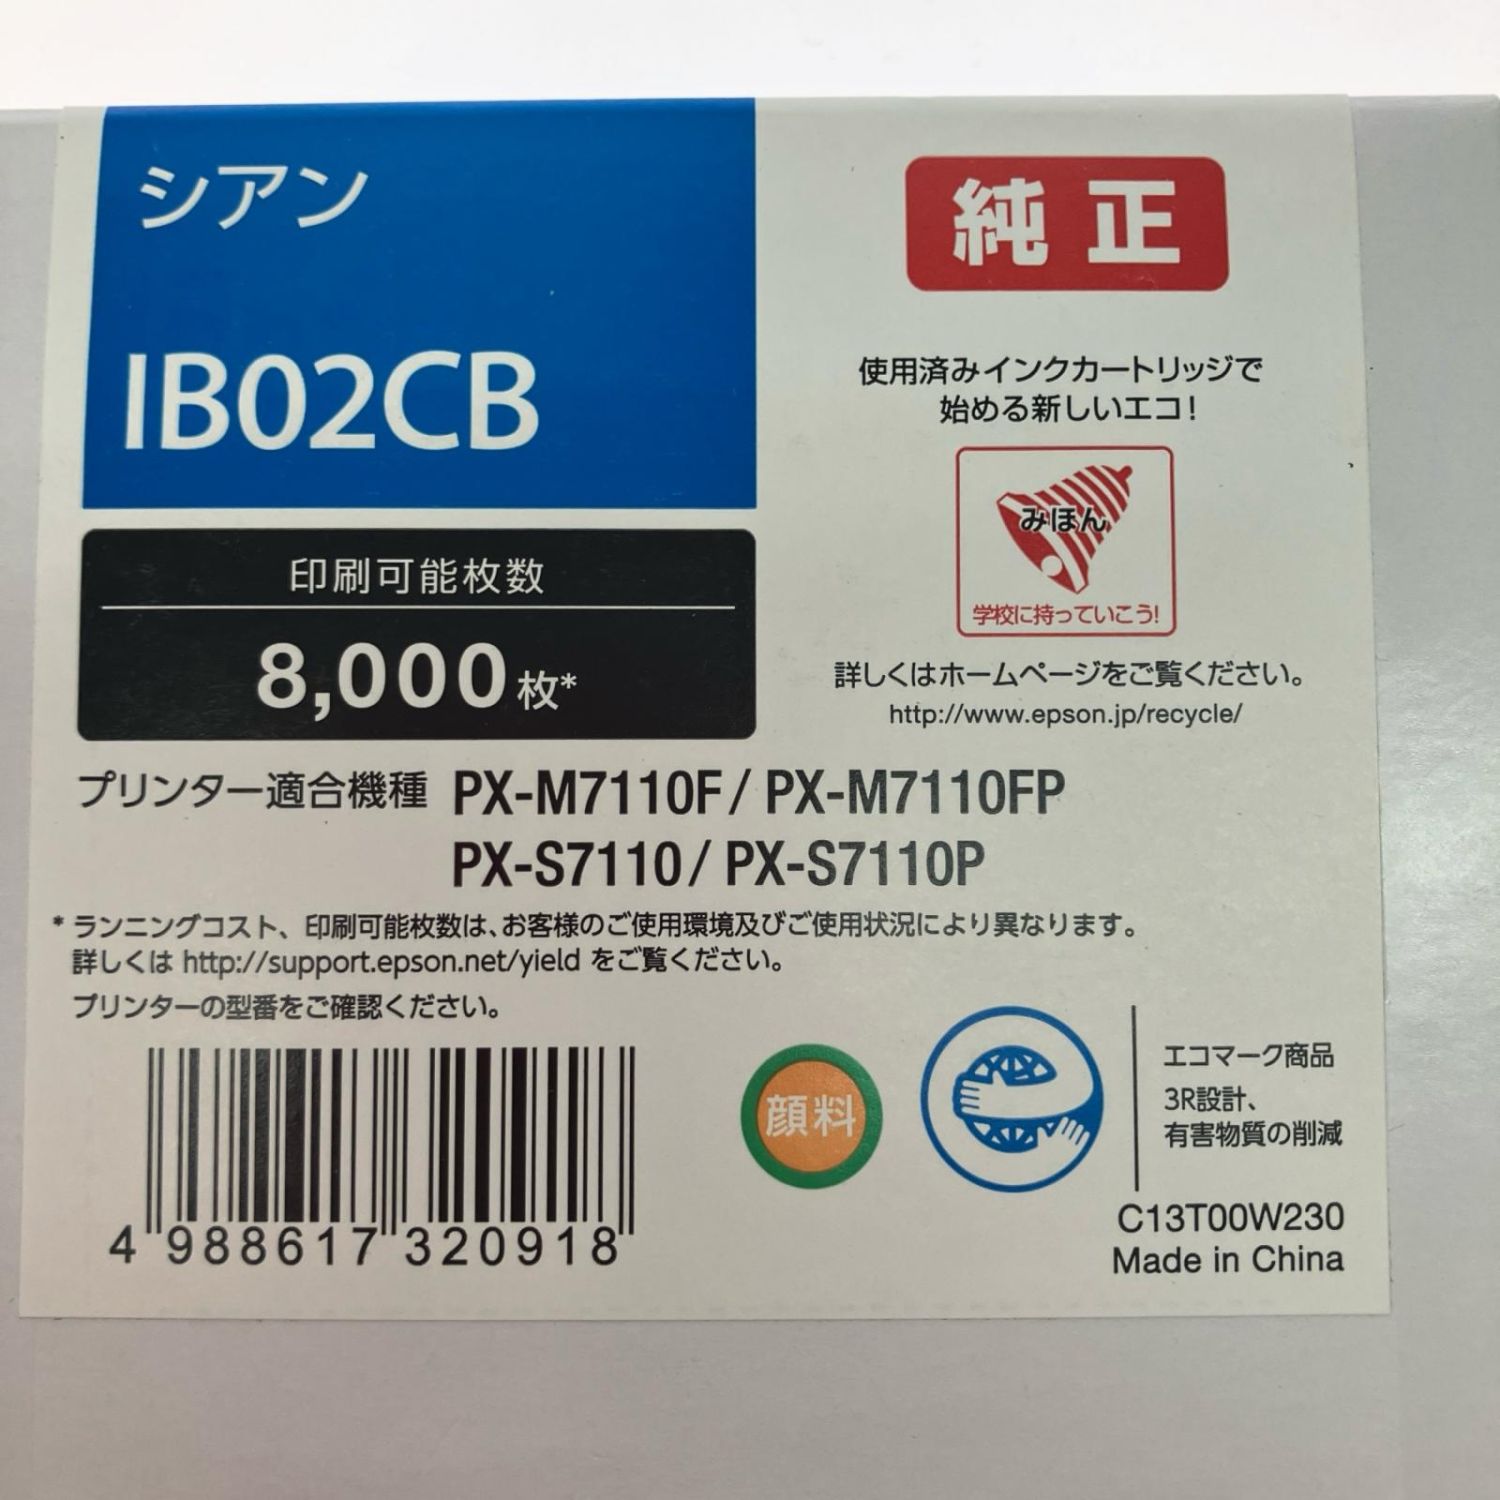 シアン
IB02CB
印刷可能枚数
8,000枚*
純正
使用済みインクカートリッジで
始める新しいエコ!
みほん
学校に持っていこう!
詳しくはホームページをご覧ください。
http://www.epson.jp/recycle/
プリンター適合機種 PX-M7110F / PX-M7110FP
PX-S7110 / PX-S7110P
* ランニングコスト、印刷可能枚数は、お客様のご使用環境及びご使用状況により異なります。
詳しくは http://support.epson.net/yield をご覧ください。
プリンターの型番をご確認ください。
4 988617 320918
顔料
エコマーク商品
3R設計、
有害物質の削減
C13T00W230
Made in China